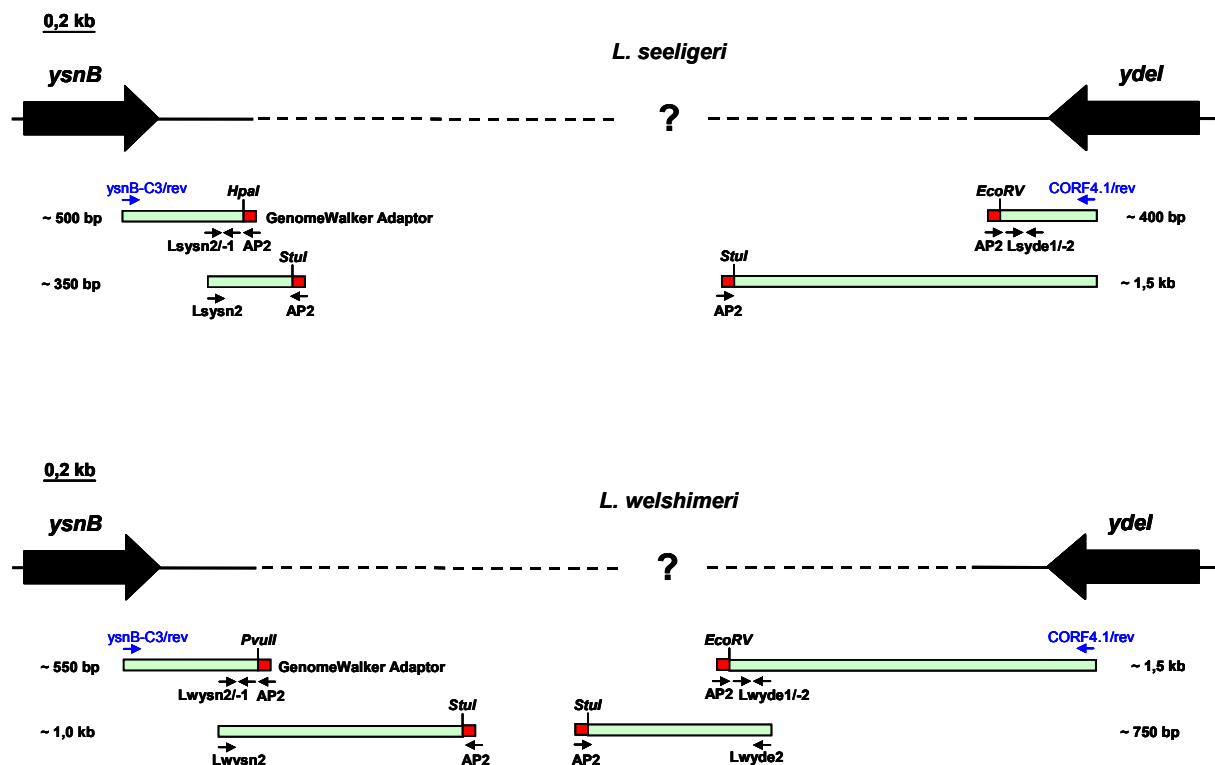 0,2 kb
L. seeligeri
ysnB
ydeI
?
ysnB-C3/rev
HpaI
EcoRV
CORF4.1/rev
~ 500 bp
GenomeWalker Adaptor
~ 400 bp
Lsysn2/-1
AP2
AP2
Lsyde1/-2
StuI
StuI
~ 350 bp
~ 1,5 kb
Lsysn2
AP2
AP2
0,2 kb
L. welshimeri
ysnB
ydeI
?
ysnB-C3/rev
PvuII
EcoRV
CORF4.1/rev
~ 550 bp
GenomeWalker Adaptor
~ 1,5 kb
Lwysn2/-1
AP2
AP2
Lwyde1/-2
StuI
StuI
~ 1,0 kb
~ 750 bp
Lwysn2
AP2
AP2
Lwyde2